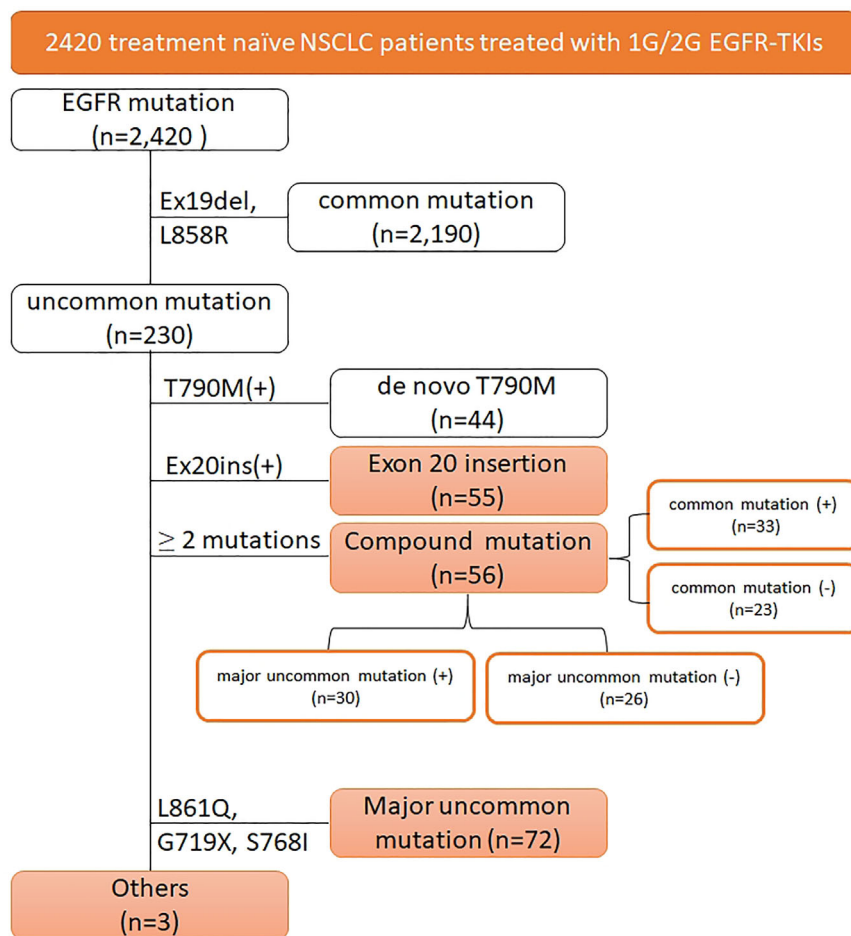 2420 treatment naïve NSCLC patients treated with 1G/2G EGFR-TKIs
EGFR mutation
(n=2,420 )
Ex19del,
L858R
common mutation
(n=2,190)
uncommon mutation
(n=230)
T790M(+)
de novo T790M
(n=44)
Ex20ins(+)
Exon 20 insertion
(n=55)
≥ 2 mutations
Compound mutation
(n=56)
common mutation (+)
(n=33)
common mutation (-)
(n=23)
major uncommon mutation (+)
(n=30)
major uncommon mutation (-)
(n=26)
L861Q,
G719X, S768I
Major uncommon
mutation (n=72)
Others
(n=3)